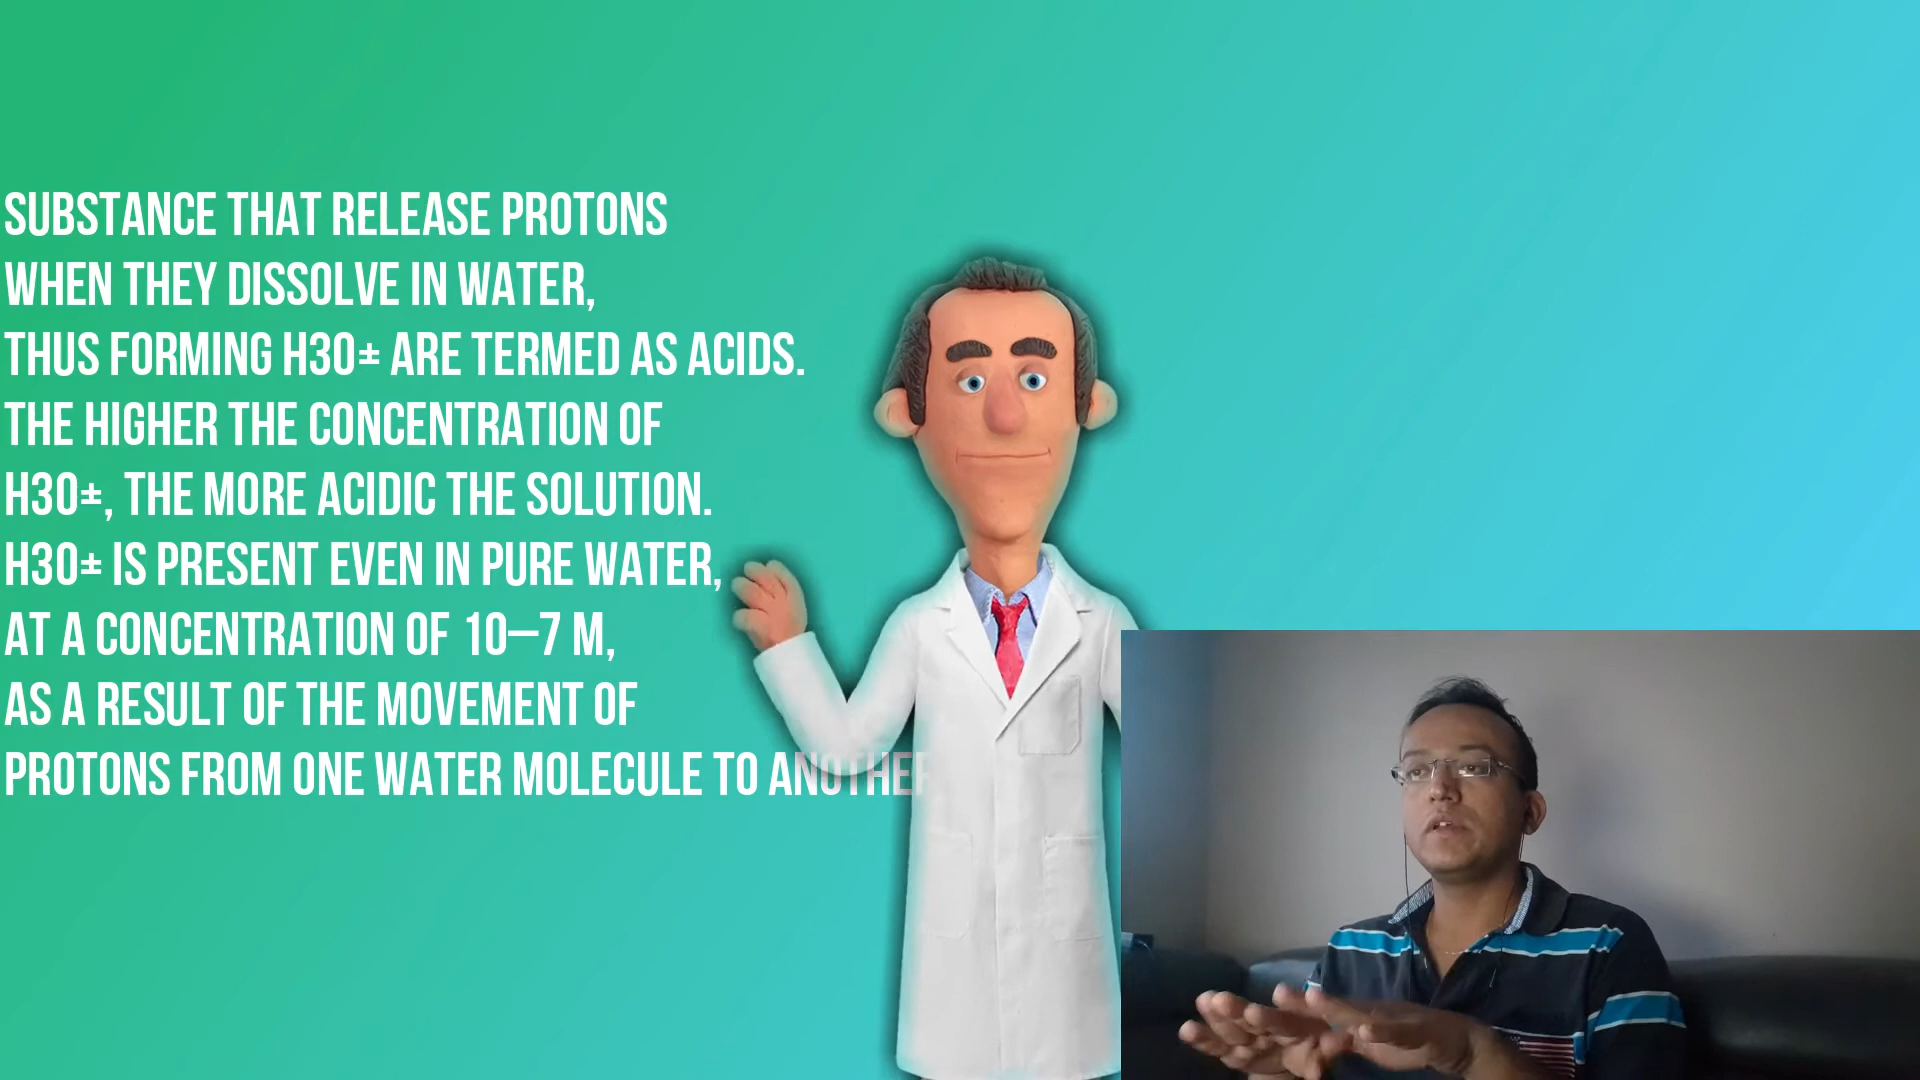 SUBSTANCE THAT RELEASE PROTONS
WHEN THEY DISSOLVE IN WATER,
THUS FORMING H30± ARE TERMED AS ACIDS.
THE HIGHER THE CONCENTRATION OF
H30±, THE MORE ACIDIC THE SOLUTION.
H30± IS PRESENT EVEN IN PURE WATER,
AT A CONCENTRATION OF 10–7 M,
AS A RESULT OF THE MOVEMENT OF
PROTONS FROM ONE WATER MOLECULE TO ANOTHER